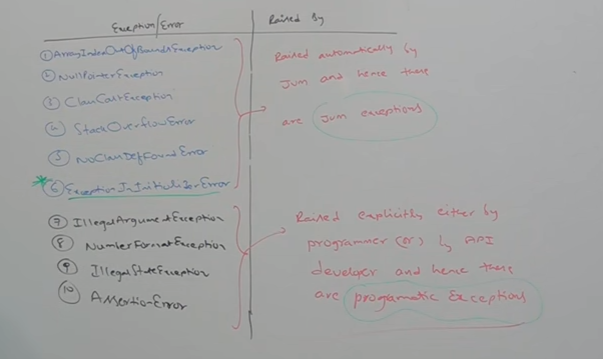 Exception/Error
Raised By
① ArrayIndexOutOfBoundsException
② NullPointerException
③ ClassCastException
④ StackOverflowError
⑤ NoClassDefFoundError
* ⑥ ExceptionInInitializerError
⑦ IllegalArgumentException
⑧ NumberFormatException
⑨ IllegalStateException
⑩ AssertionError
Raised automatically by
JVM and hence these
are JVM exceptions
Raised explicitly either by
programmer (or) by API
developer and hence these
are programatic Exceptions